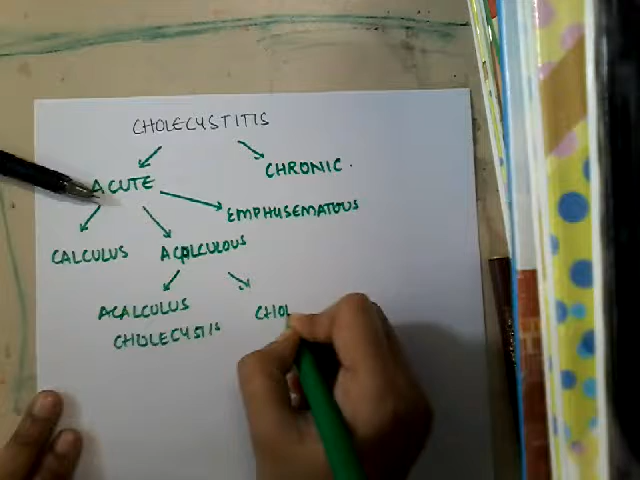 CHOLECYSTITIS
ACUTE
CHRONIC.
EMPHUSEMATOUS
CALCULUS
ACALCULOUS
ACALCULUS
CHOLECYSTIS
CHOL